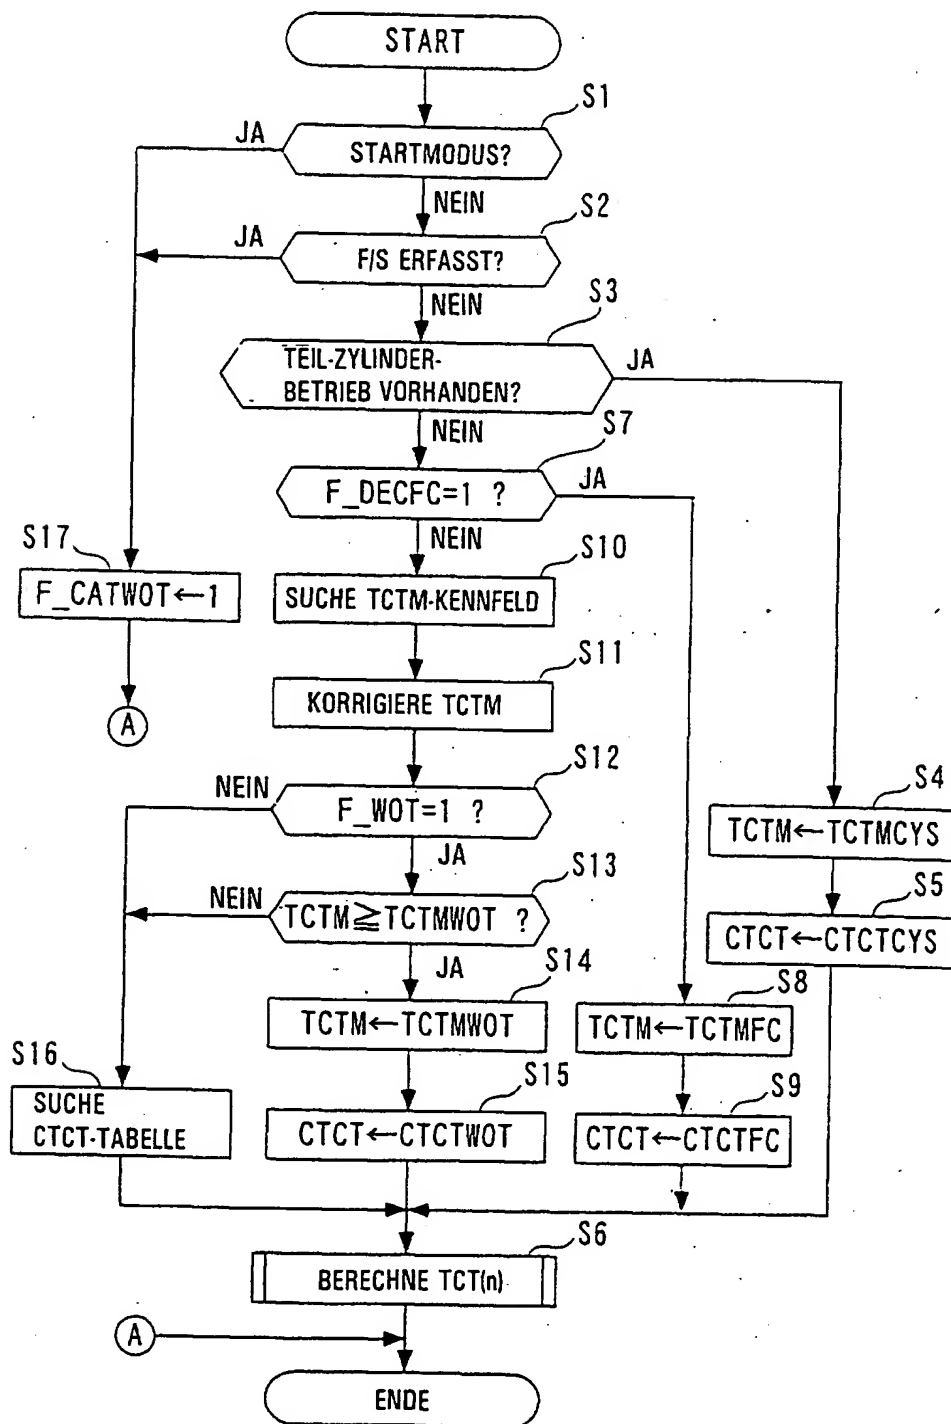 START
S1
JA
STARTMODUS?
NEIN
S2
JA
F/S ERFASST?
NEIN
S3
TEIL-ZYLINDER-
BETRIEB VORHANDEN?
JA
NEIN
S7
F_DECFC=1 ?
JA
NEIN
S17
F_CATWOT←1
A
S10
SUCHE TCTM-KENNFELD
S11
KORRIGIERE TCTM
S12
NEIN
F_WOT=1 ?
JA
S4
TCTM←TCTMCYS
S13
NEIN
TCTM≧TCTMWOT ?
JA
S5
CTCT←CTCTCYS
S14
TCTM←TCTMWOT
S8
TCTM←TCTMFC
S16
SUCHE
CTCT-TABELLE
S15
CTCT←CTCTWOT
S9
CTCT←CTCTFC
S6
BERECHNE TCT(n)
A
ENDE